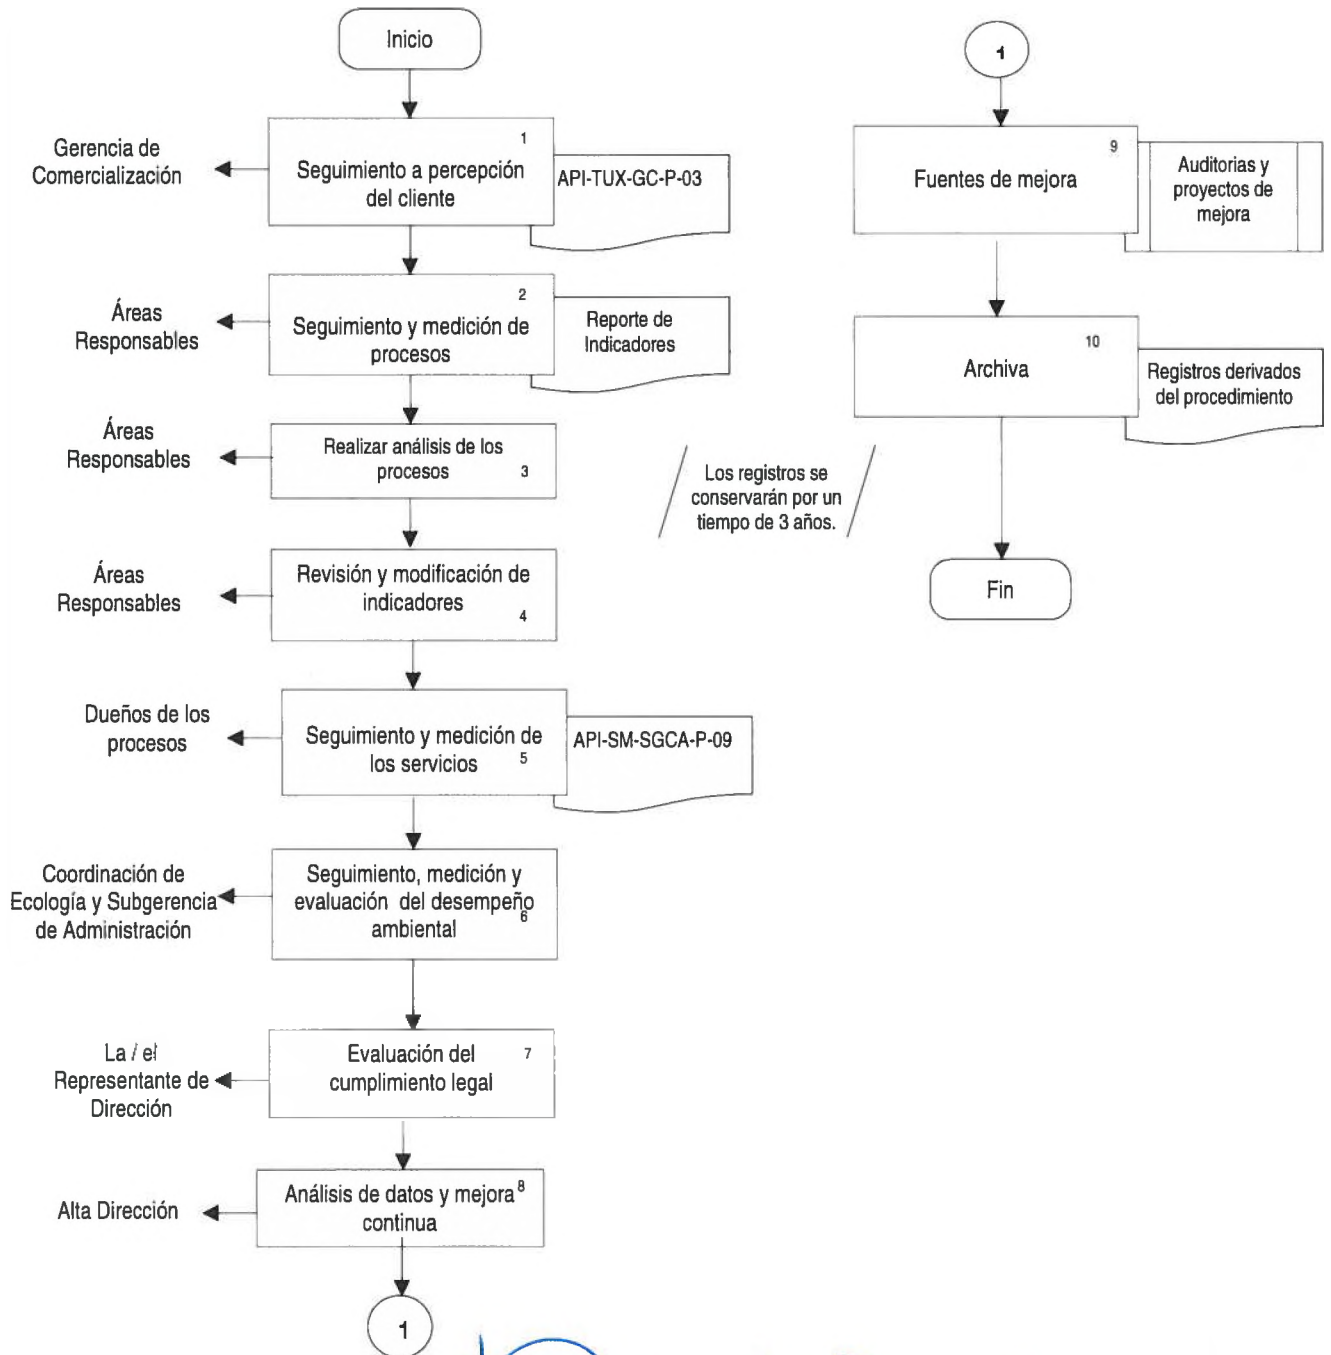 Inicio
1
Gerencia de
Comercialización
Seguimiento a percepción
del cliente
API-TUX-GC-P-03
2
Áreas
Responsables
Seguimiento y medición de
procesos
Reporte de
Indicadores
Áreas
Responsables
Realizar análisis de los
procesos
3
Áreas
Responsables
Revisión y modificación de
indicadores
4
Dueños de los
procesos
Seguimiento y medición de
los servicios
5
API-SM-SGCA-P-09
Coordinación de
Ecología y Subgerencia
de Administración
Seguimiento, medición y
evaluación del desempeño
ambiental
6
La / el
Representante de
Dirección
Evaluación del
cumplimiento legal
7
Alta Dirección
Análisis de datos y mejora
continua
8
1
1
9
Fuentes de mejora
Auditorias y
proyectos de
mejora
10
Archiva
Registros derivados
del procedimiento
Los registros se
conservarán por un
tiempo de 3 años.
Fin